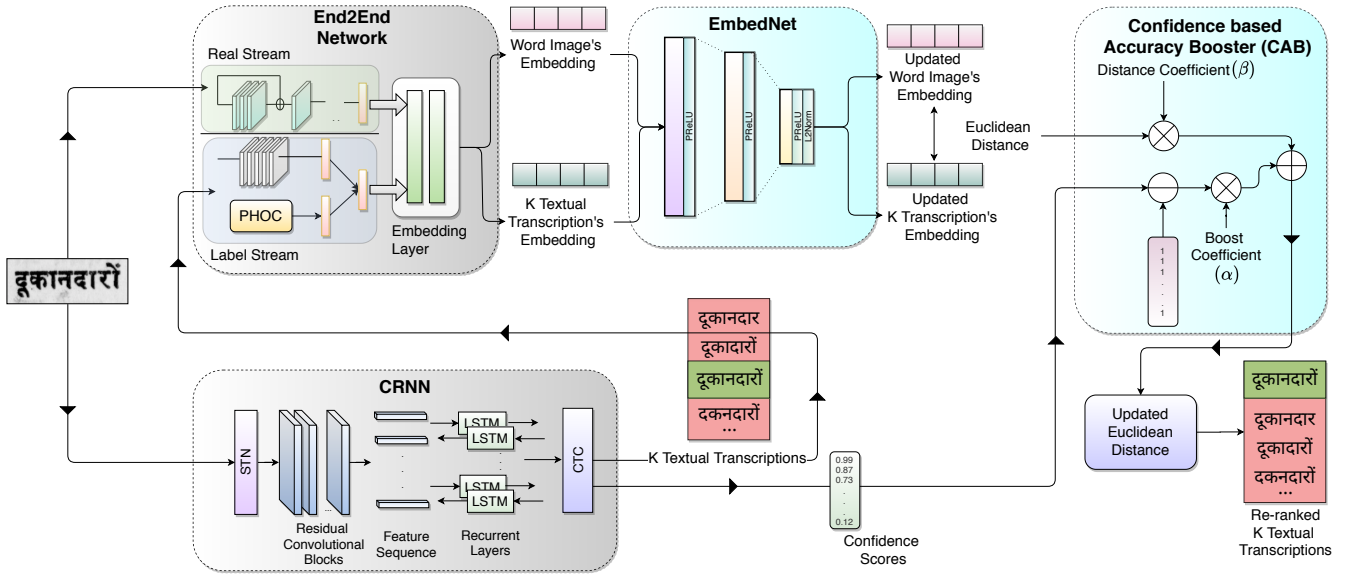 End2End
Network
Real Stream
PHOC
Label Stream
Embedding
Layer
Word Image's
Embedding
K Textual
Transcription's
Embedding
EmbedNet
PReLU
PReLU
PReLU
L2Norm
Updated
Word Image's
Embedding
Updated
K Transcription's
Embedding
Euclidean
Distance
Confidence based
Accuracy Booster (CAB)
Distance Coefficient(β)
Boost
Coefficient
(α)
1
1
1
.
.
.
1
दूकानदारों
CRNN
STN
...
Residual
Convolutional
Blocks
Feature
Sequence
LSTM
LSTM
LSTM
LSTM
Recurrent
Layers
CTC
K Textual Transcriptions
दूकानदार
दूकादारों
दूकानदारों
दकनदारों
...
0.99
0.87
0.73
.
.
.
0.12
Confidence
Scores
Updated
Euclidean
Distance
दूकानदारों
दूकानदार
दूकादारों
दकनदारों
...
Re-ranked
K Textual
Transcriptions